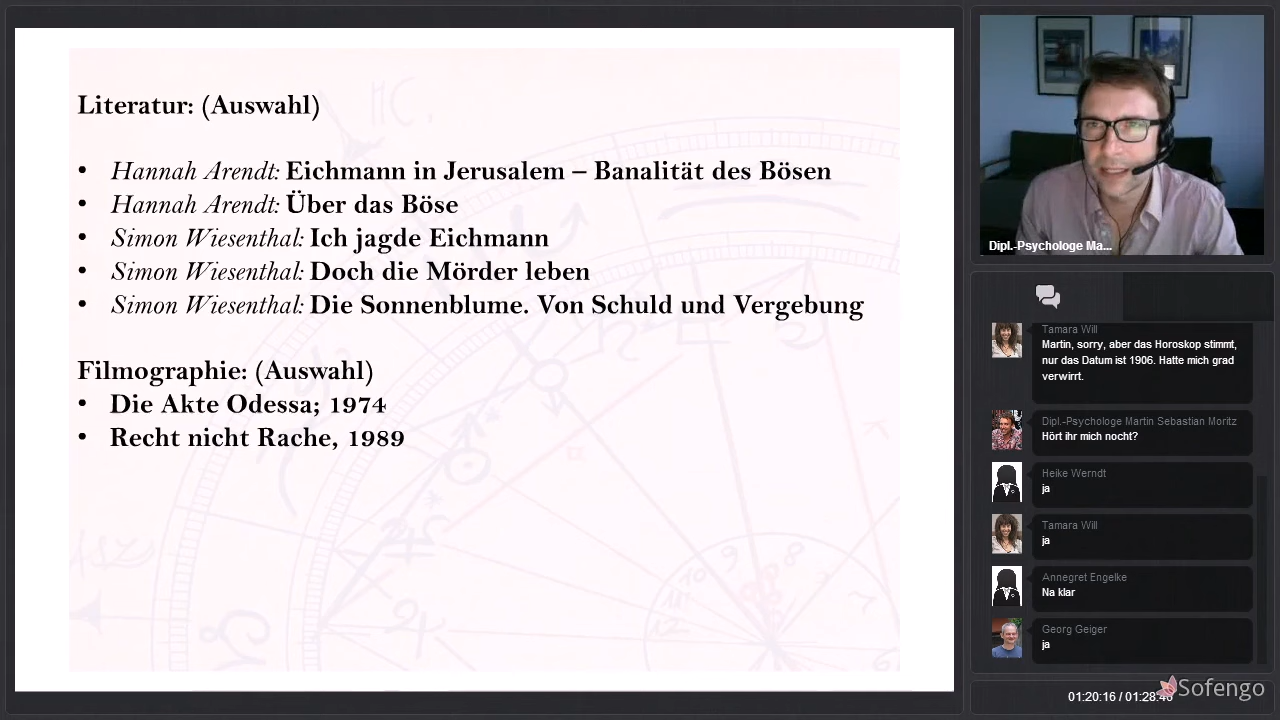 Literatur: (Auswahl)
• Hannah Arendt: Eichmann in Jerusalem – Banalität des Bösen
• Hannah Arendt: Über das Böse
• Simon Wiesenthal: Ich jagde Eichmann
• Simon Wiesenthal: Doch die Mörder leben
• Simon Wiesenthal: Die Sonnenblume. Von Schuld und Vergebung
Filmographie: (Auswahl)
• Die Akte Odessa; 1974
• Recht nicht Rache, 1989
Dipl.-Psychologe Ma...
Tamara Will
Martin, sorry, aber das Horoskop stimmt,
nur das Datum ist 1906. Hatte mich grad
verwirrt.
Dipl.-Psychologe Martin Sebastian Moritz
Hört ihr mich nocht?
Heike Werndt
ja
Tamara Will
ja
Annegret Engelke
Na klar
Georg Geiger
ja
01:20:16 / 01:28:46
Sofengo